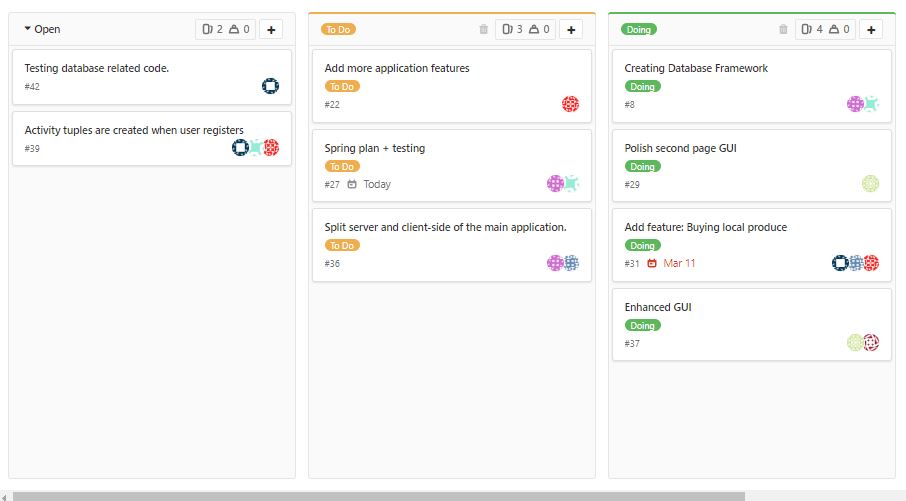 Open
2 0
Testing database related code.
#42
Activity tuples are created when user registers
#39
To Do
3 0
Add more application features
To Do
#22
Spring plan + testing
To Do
#27 Today
Split server and client-side of the main application.
To Do
#36
Doing
4 0
Creating Database Framework
Doing
#8
Polish second page GUI
Doing
#29
Add feature: Buying local produce
Doing
#31 Mar 11
Enhanced GUI
Doing
#37